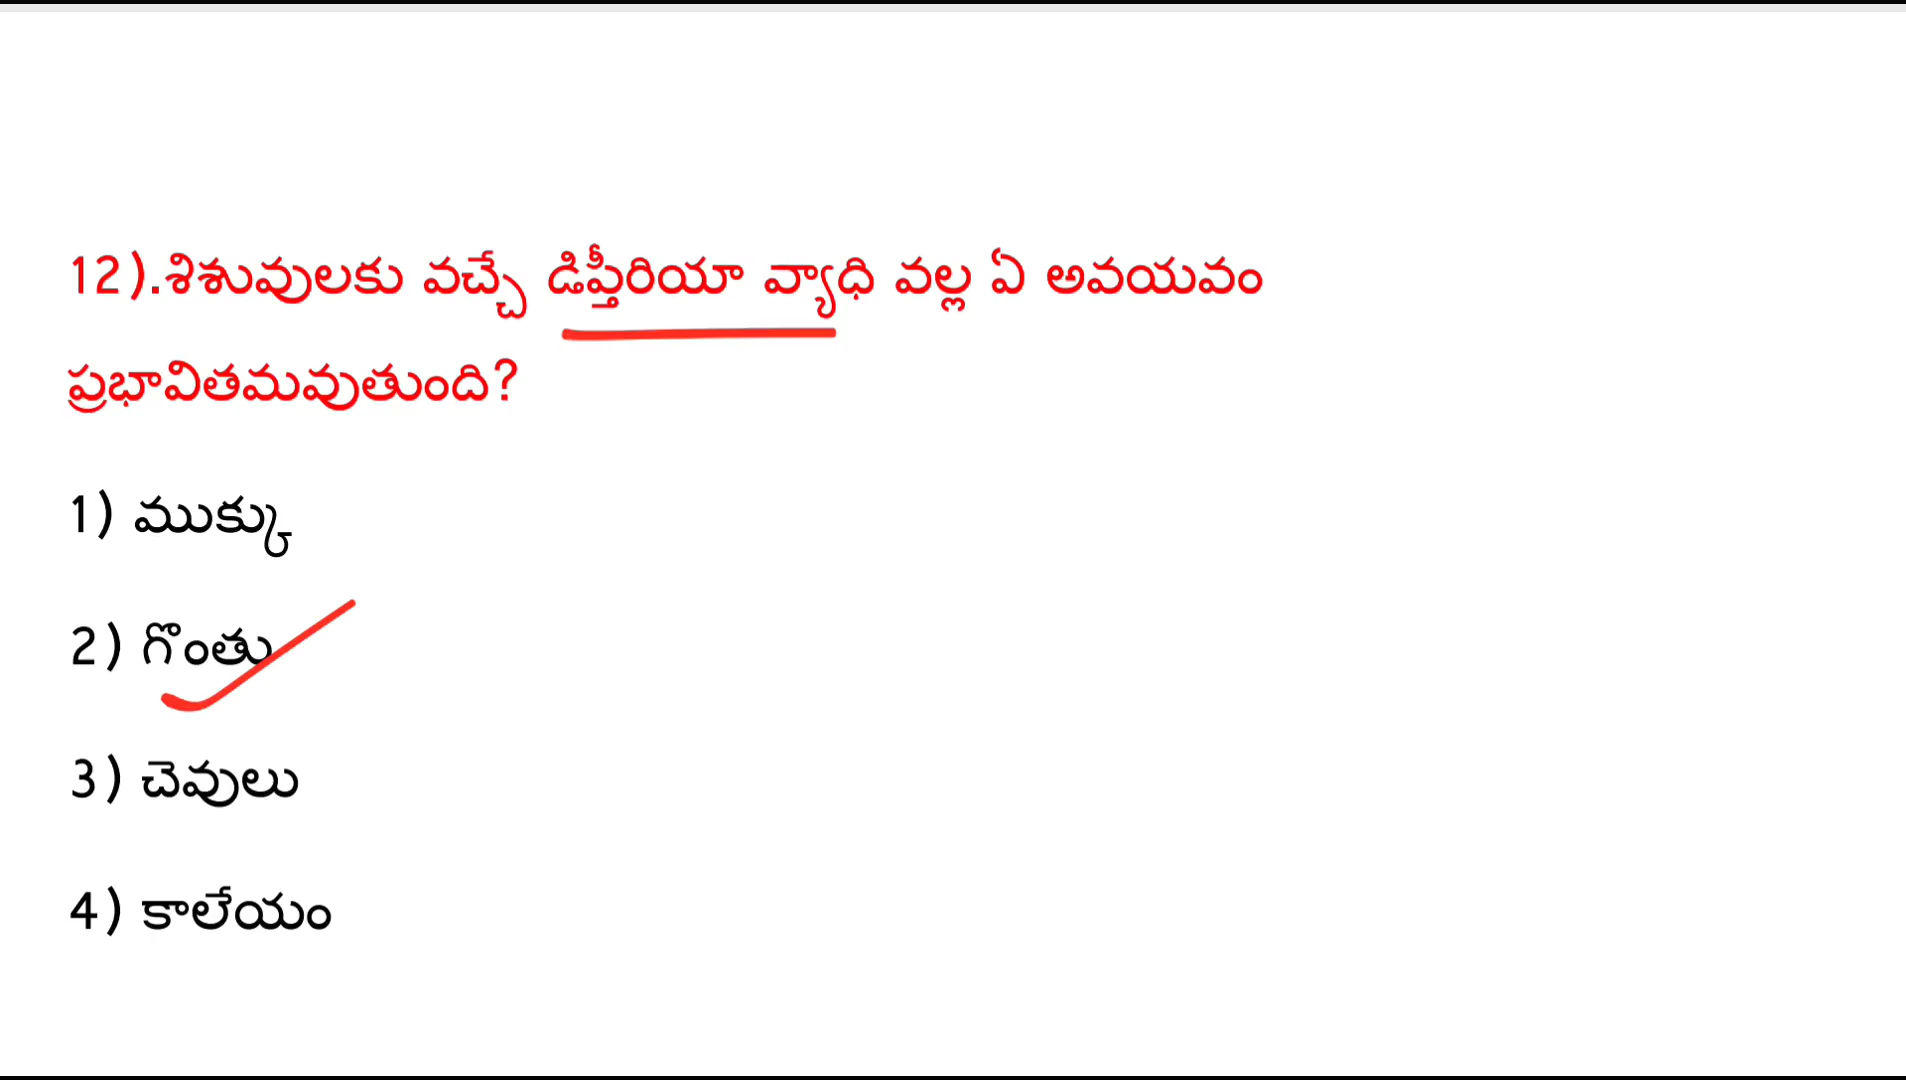 12).శిశువులకు వచ్చే డిప్తీరియా వ్యాధి వల్ల ఏ అవయవం
ప్రభావితమవుతుంది?
1) ముక్కు
2) గొంతు
3) చెవులు
4) కాలేయం